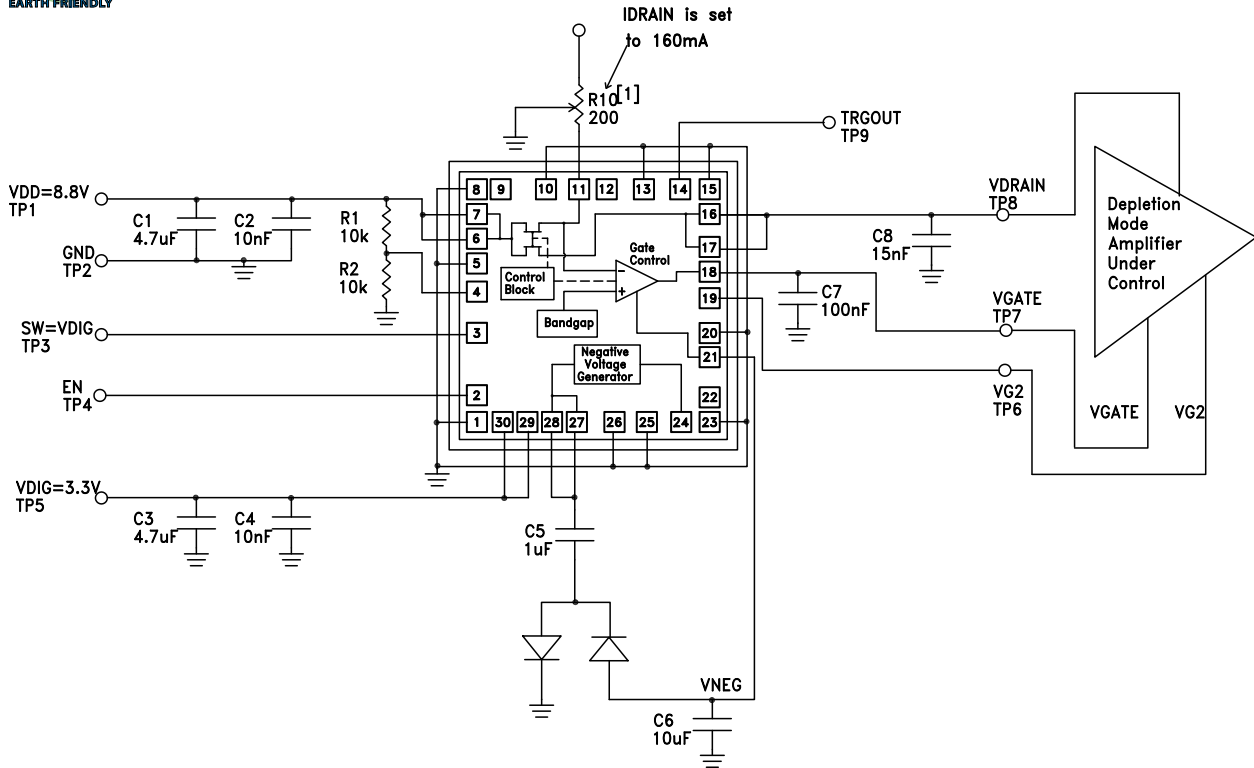 EARTH FRIENDLY
IDRAIN is set
to 160mA
R10[1]
200
TRGOUT
TP9
VDD=8.8V
TP1
C1
4.7uF
C2
10nF
R1
10k
GND
TP2
R2
10k
SW=VDIG
TP3
EN
TP4
VDIG=3.3V
TP5
C3
4.7uF
C4
10nF
8
9
10
11
12
13
14
15
7
6
5
4
3
2
1
16
17
18
19
20
21
22
23
30
29
28
27
26
25
24
Gate
Control
Control
Block
Bandgap
Negative
Voltage
Generator
−
+
VDRAIN
TP8
C8
15nF
C7
100nF
VGATE
TP7
VG2
TP6
Depletion
Mode
Amplifier
Under
Control
VGATE
VG2
C5
1uF
VNEG
C6
10uF